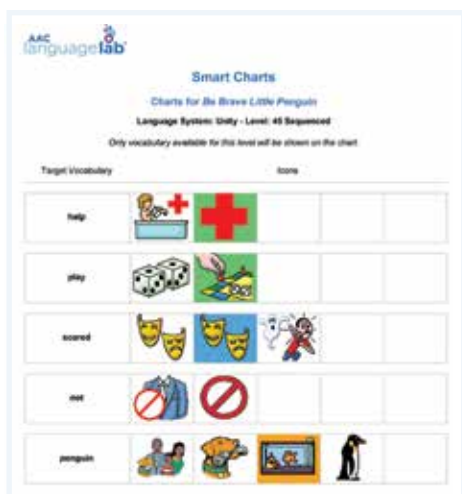 AAC
languagelab
Smart Charts
Charts for Be Brave Little Penguin
Language System: Unity - Level: 45 Sequenced
Only vocabulary available for this level will be shown on the chart
Target Vocabulary Icons
help
play
scared
not
penguin